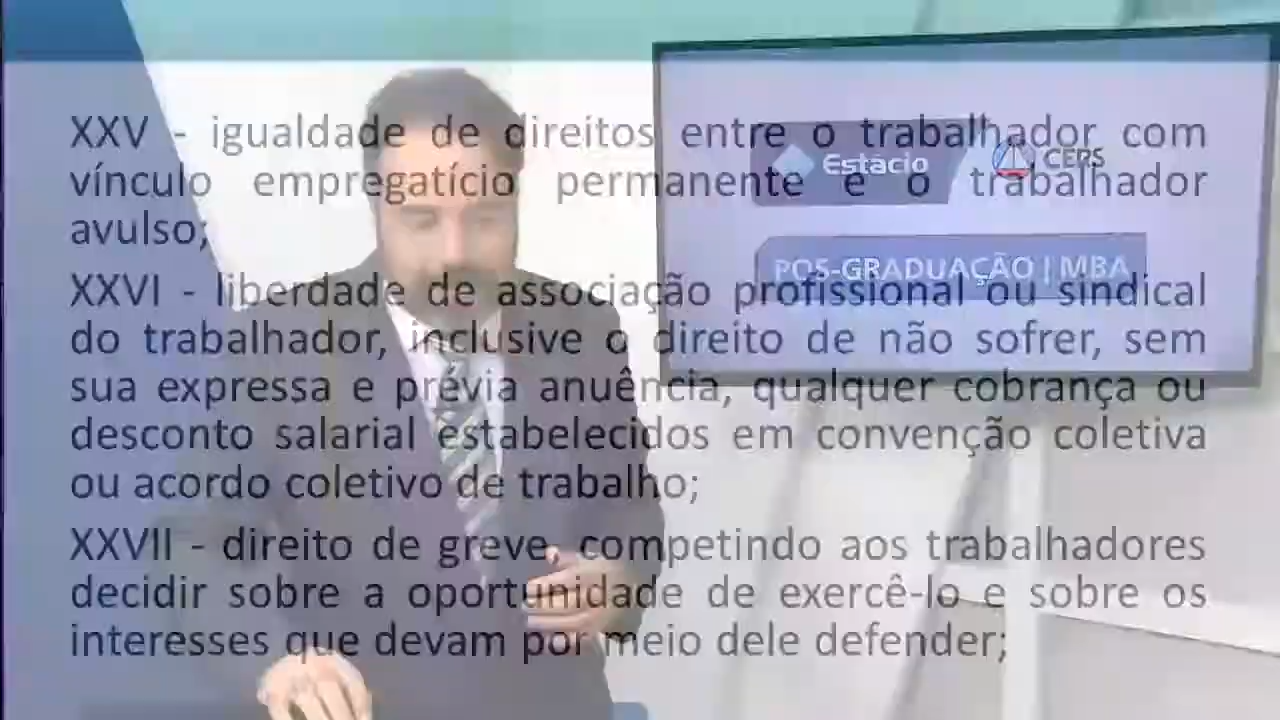 XXV - igualdade de direitos entre o trabalhador com
vínculo empregatício permanente e o trabalhador
avulso;
XXVI - liberdade de associação profissional ou sindical
do trabalhador, inclusive o direito de não sofrer, sem
sua expressa e prévia anuência, qualquer cobrança ou
desconto salarial estabelecidos em convenção coletiva
ou acordo coletivo de trabalho;
XXVII - direito de greve, competindo aos trabalhadores
decidir sobre a oportunidade de exercê-lo e sobre os
interesses que devam por meio dele defender;
Estácio CERS
PÓS-GRADUAÇÃO | MBA